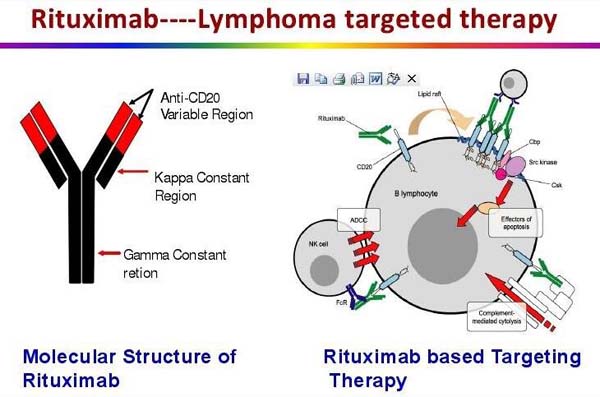 Rituximab----Lymphoma targeted therapy
Anti-CD20
Variable Region
Kappa Constant
Region
Gamma Constant
retion
Molecular Structure of
Rituximab
Lipid raft
Rituximab
CD20
Cbp
Src kinase
Csk
B lymphocyte
Effectors of
apoptosis
ADCC
NK cell
FcR
Complement-
mediated cytolysis
Rituximab based Targeting
Therapy